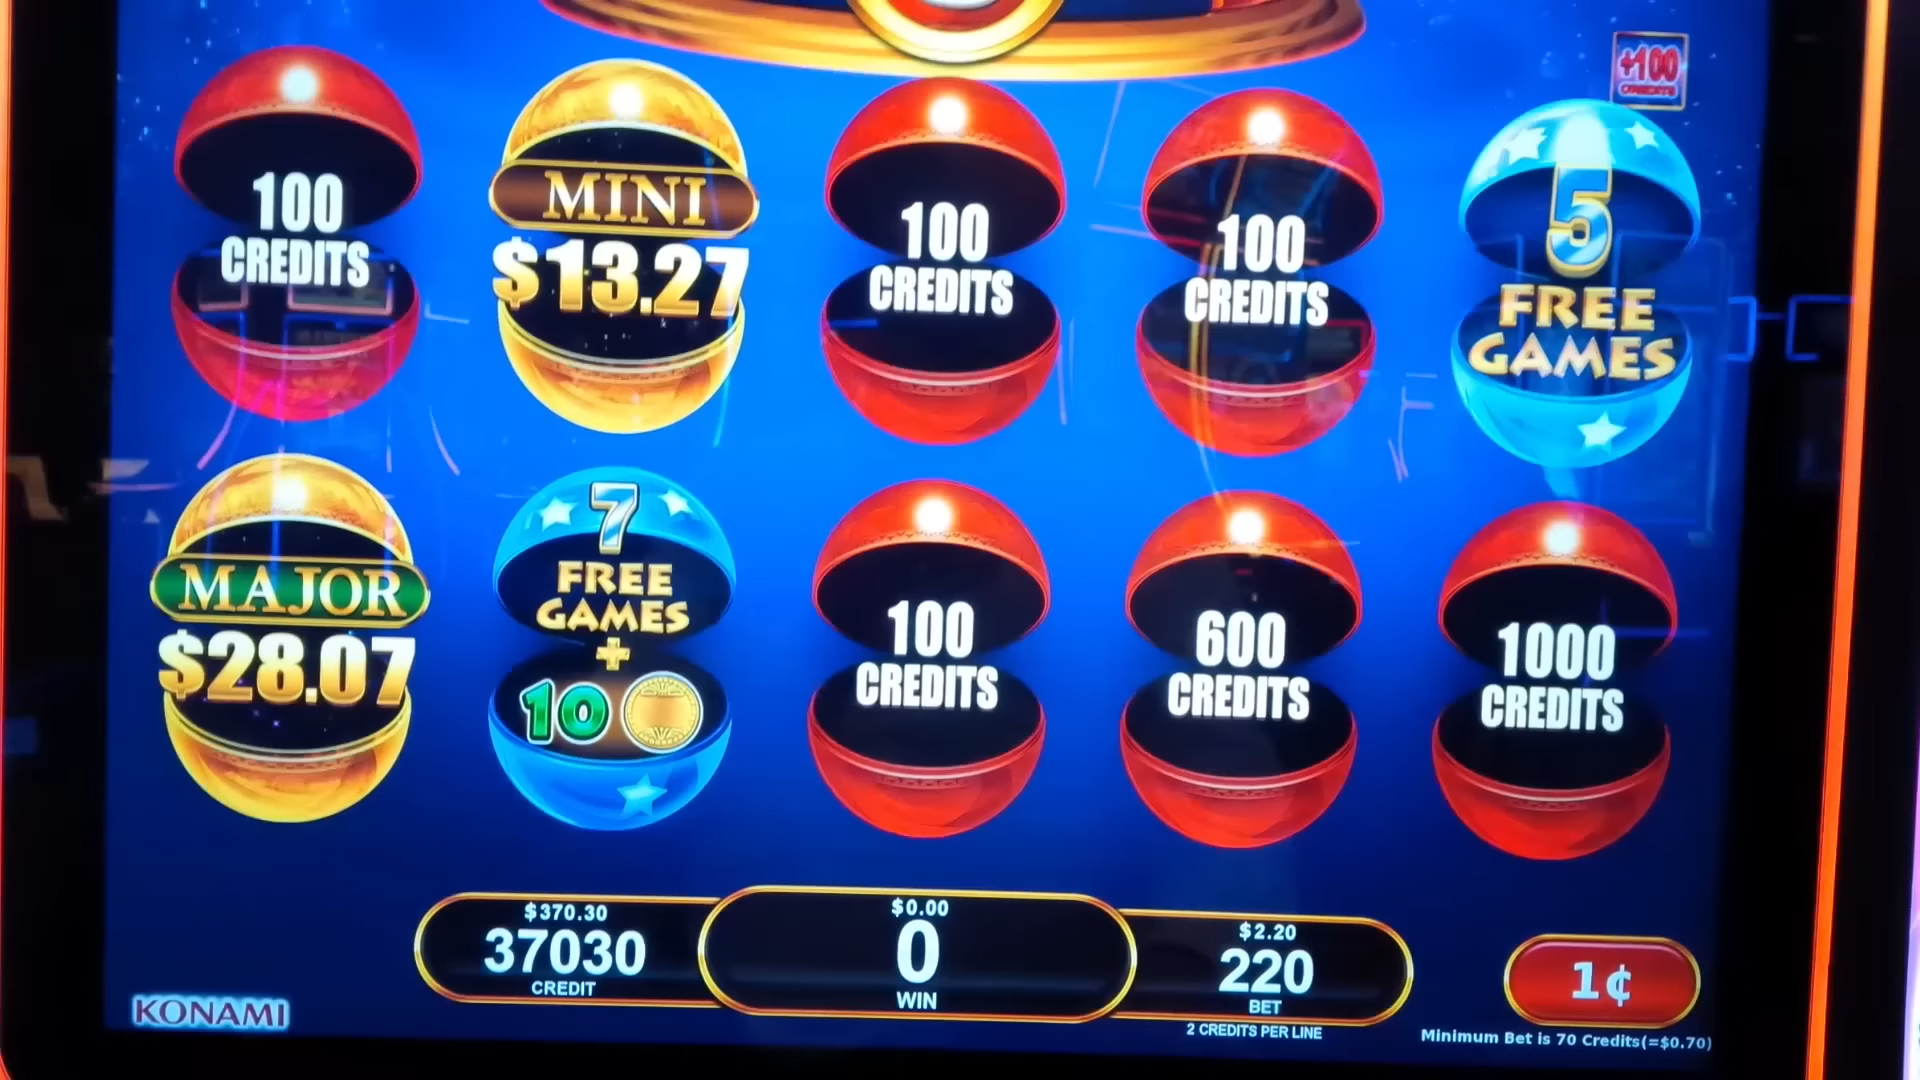 +100
CREDITS
100
CREDITS
MINI
$13.27
100
CREDITS
100
CREDITS
5
FREE
GAMES
MAJOR
$28.07
7
FREE
GAMES
+
10
100
CREDITS
600
CREDITS
1000
CREDITS
$370.30
37030
CREDIT
$0.00
0
WIN
$2.20
220
BET
2 CREDITS PER LINE
1¢
KONAMI
Minimum Bet is 70 Credits(=$0.70)